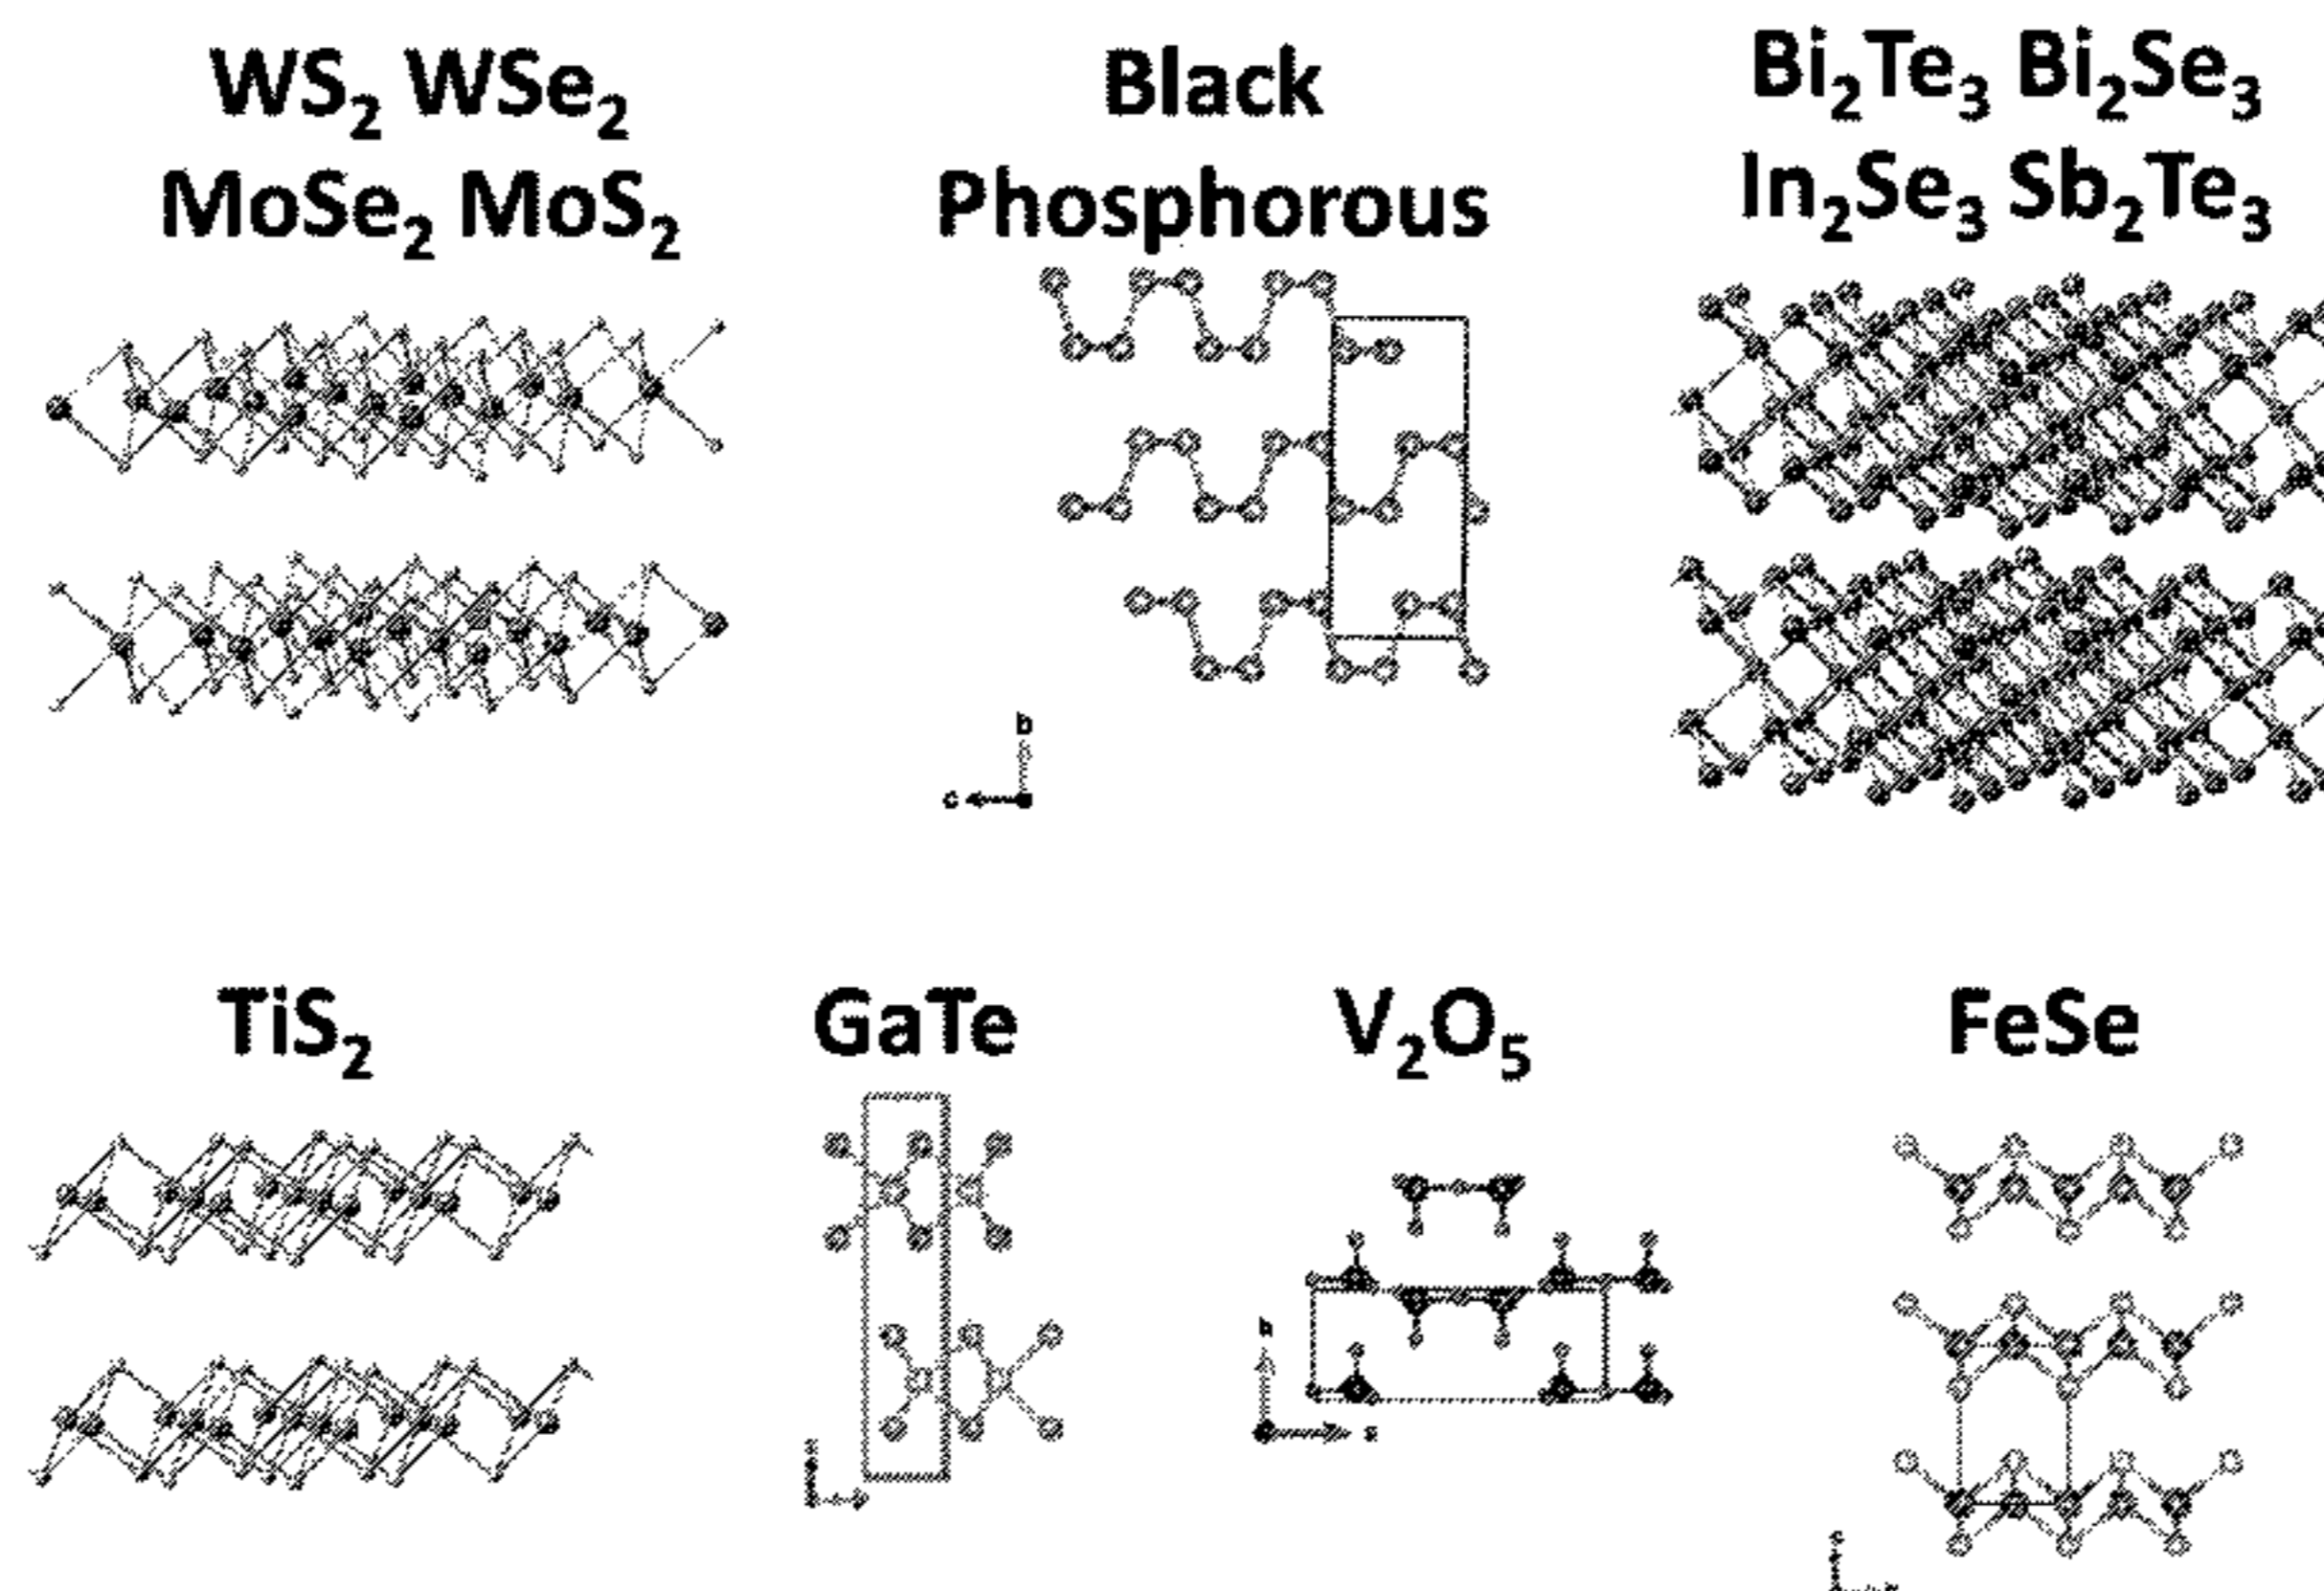 WS₂ WSe₂
MoSe₂ MoS₂
Black
Phosphorous
Bi₂Te₃ Bi₂Se₃
In₂Se₃ Sb₂Te₃
b
c
TiS₂
GaTe
V₂O₅
FeSe
c